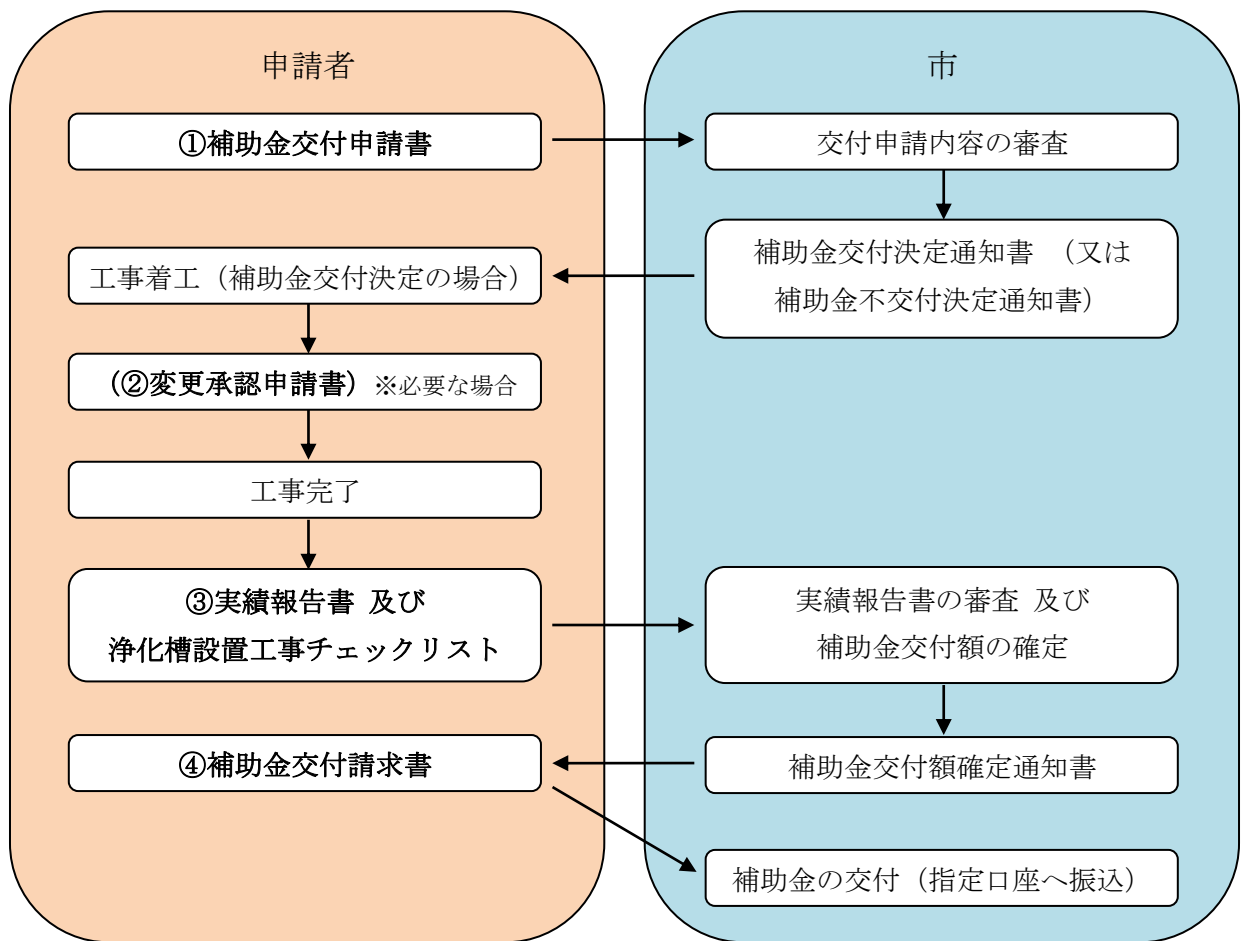 申請者
市
①補助金交付申請書
交付申請内容の審査
補助金交付決定通知書 （又は
補助金不交付決定通知書）
工事着工（補助金交付決定の場合）
（②変更承認申請書）※必要な場合
工事完了
③実績報告書 及び
浄化槽設置工事チェックリスト
実績報告書の審査 及び
補助金交付額の確定
補助金交付額確定通知書
④補助金交付請求書
補助金の交付（指定口座へ振込）